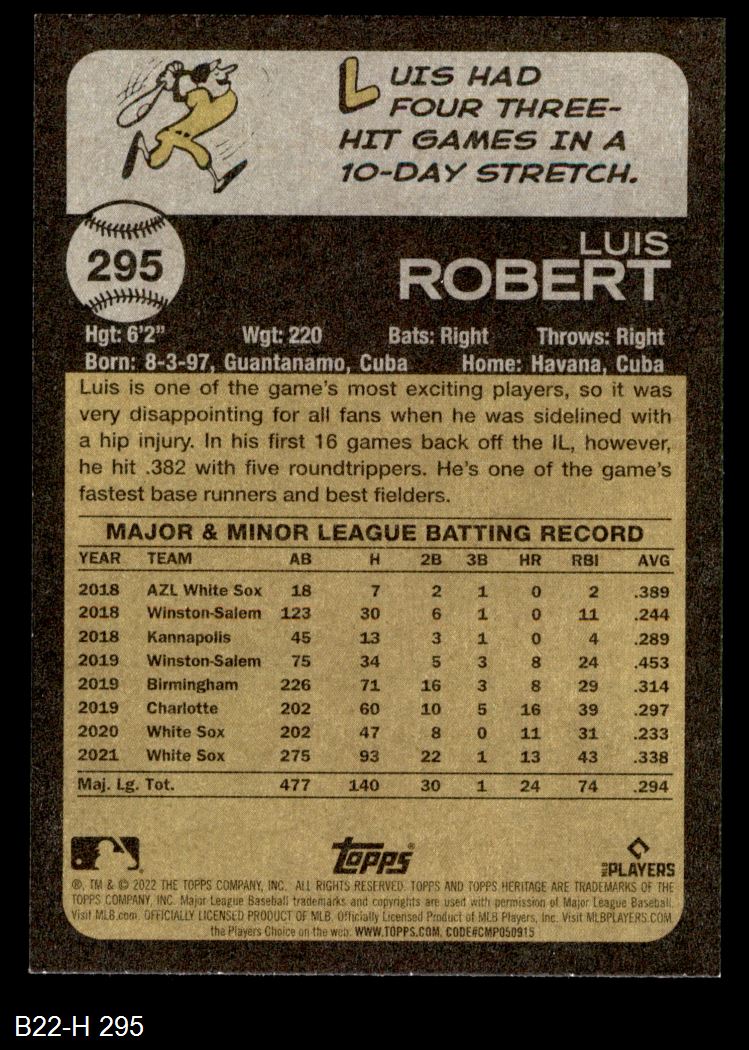 LUIS HAD
FOUR THREE-
HIT GAMES IN A
10-DAY STRETCH.
295
LUIS
ROBERT
Hgt: 6'2" Wgt: 220 Bats: Right Throws: Right
Born: 8-3-97, Guantanamo, Cuba Home: Havana, Cuba
Luis is one of the game's most exciting players, so it was
very disappointing for all fans when he was sidelined with
a hip injury. In his first 16 games back off the IL, however,
he hit .382 with five roundtrippers. He's one of the game's
fastest base runners and best fielders.
MAJOR & MINOR LEAGUE BATTING RECORD
YEAR TEAM AB H 2B 3B HR RBI AVG
2018 AZL White Sox 18 7 2 1 0 2 .389
2018 Winston-Salem 123 30 6 1 0 11 .244
2018 Kannapolis 45 13 3 1 0 4 .289
2019 Winston-Salem 75 34 5 3 8 24 .453
2019 Birmingham 226 71 16 3 8 29 .314
2019 Charlotte 202 60 10 5 16 39 .297
2020 White Sox 202 47 8 0 11 31 .233
2021 White Sox 275 93 22 1 13 43 .338
Maj. Lg. Tot. 477 140 30 1 24 74 .294
Topps
MLB PLAYERS
®, TM & © 2022 THE TOPPS COMPANY, INC. ALL RIGHTS RESERVED. TOPPS AND TOPPS HERITAGE ARE TRADEMARKS OF THE
TOPPS COMPANY, INC. Major League Baseball trademarks and copyrights are used with permission of Major League Baseball.
Visit MLB.com. OFFICIALLY LICENSED PRODUCT OF MLB. Officially Licensed Product of MLB Players, Inc. Visit MLBPLAYERS.COM,
the Players Choice on the web. WWW.TOPPS.COM. CODE#CMP050915
B22-H 295